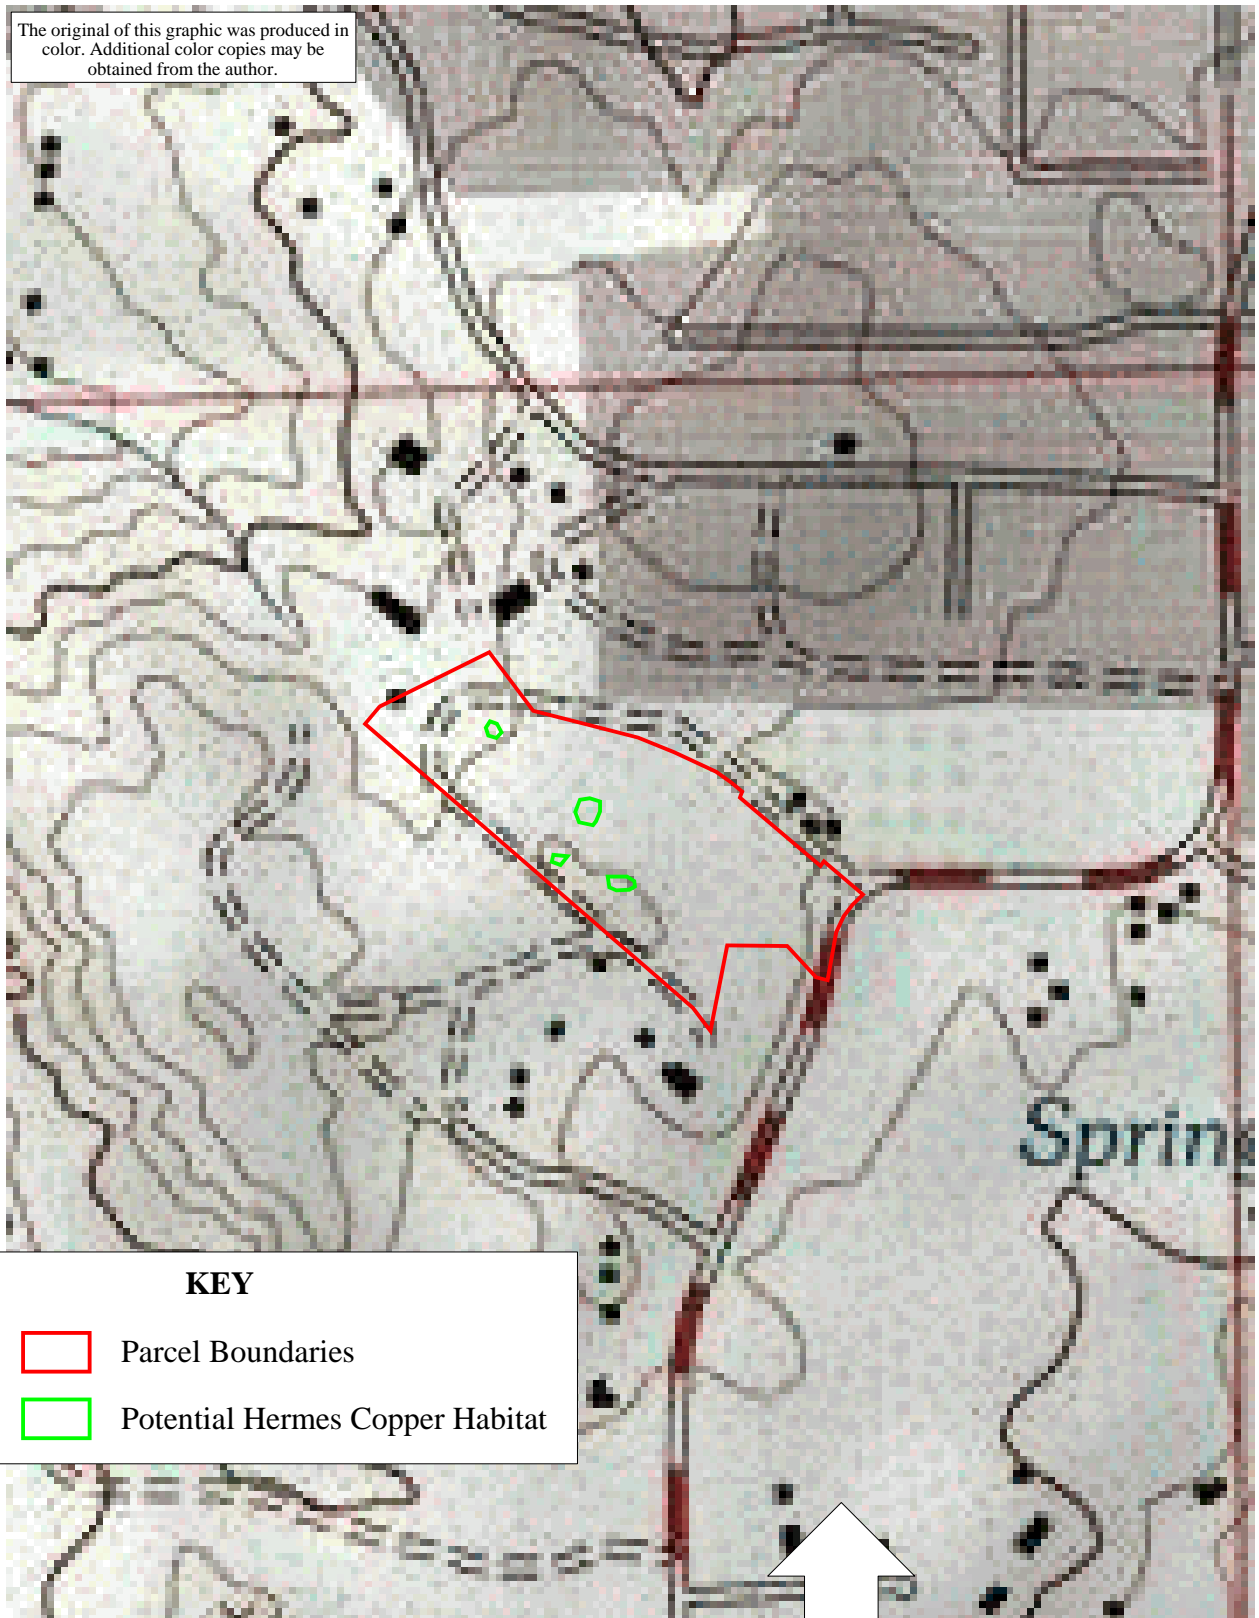 The original of this graphic was produced in
color. Additional color copies may be
obtained from the author.
Spring
KEY
Parcel Boundaries
Potential Hermes Copper Habitat